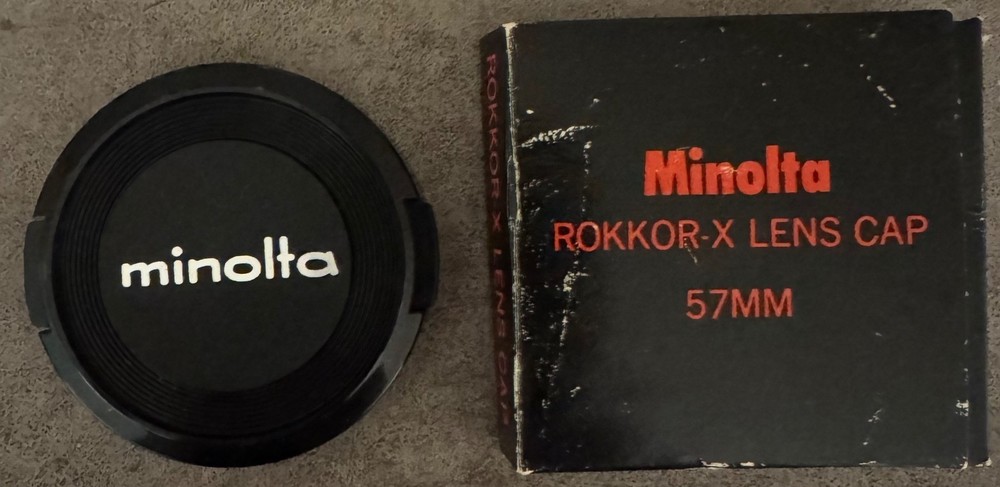 minolta
ROKKOR-X LENS CAP
Minolta
ROKKOR-X LENS CAP
57MM